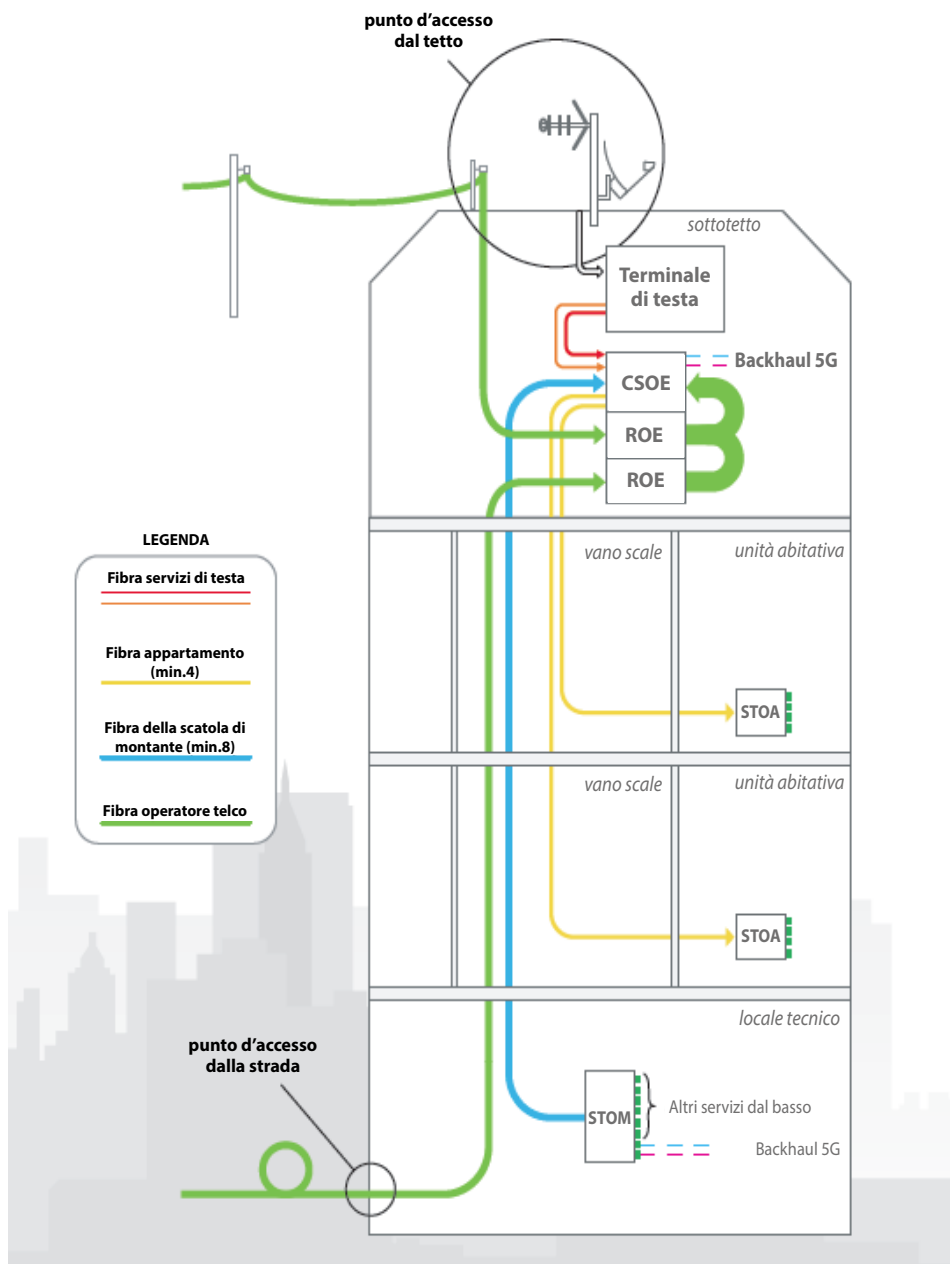 punto d'accesso
dal tetto
sottotetto
Terminale
di testa
Backhaul 5G
CSOE
ROE
ROE
LEGENDA
Fibra servizi di testa
Fibra appartamento
(min.4)
Fibra della scatola di
montante (min.8)
Fibra operatore telco
vano scale
unità abitativa
STOA
vano scale
unità abitativa
STOA
locale tecnico
punto d'accesso
dalla strada
STOM
Altri servizi dal basso
Backhaul 5G